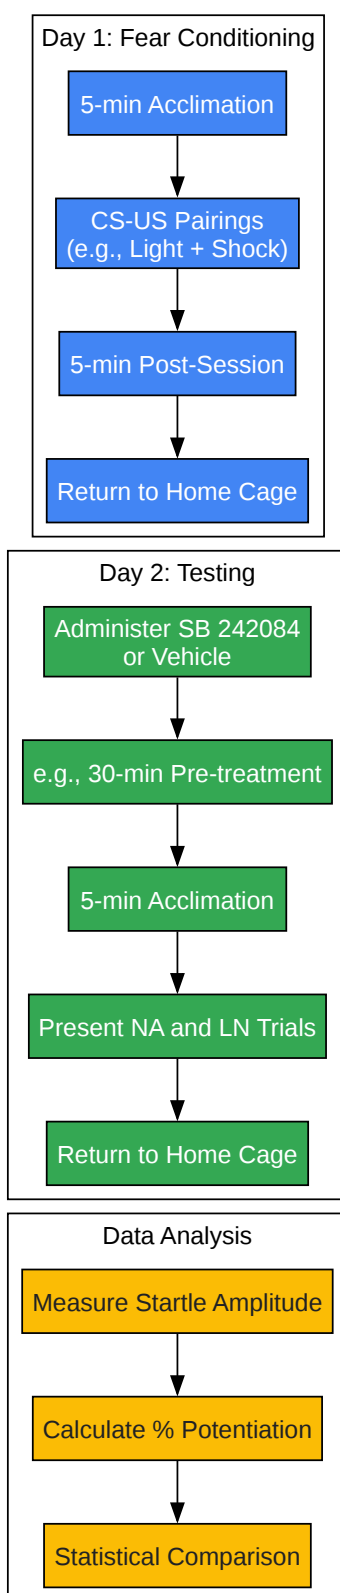 Day 1: Fear Conditioning
5-min Acclimation
CS-US Pairings
(e.g., Light + Shock)
5-min Post-Session
Return to Home Cage
Day 2: Testing
Administer SB 242084
or Vehicle
e.g., 30-min Pre-treatment
5-min Acclimation
Present NA and LN Trials
Return to Home Cage
Data Analysis
Measure Startle Amplitude
Calculate % Potentiation
Statistical Comparison